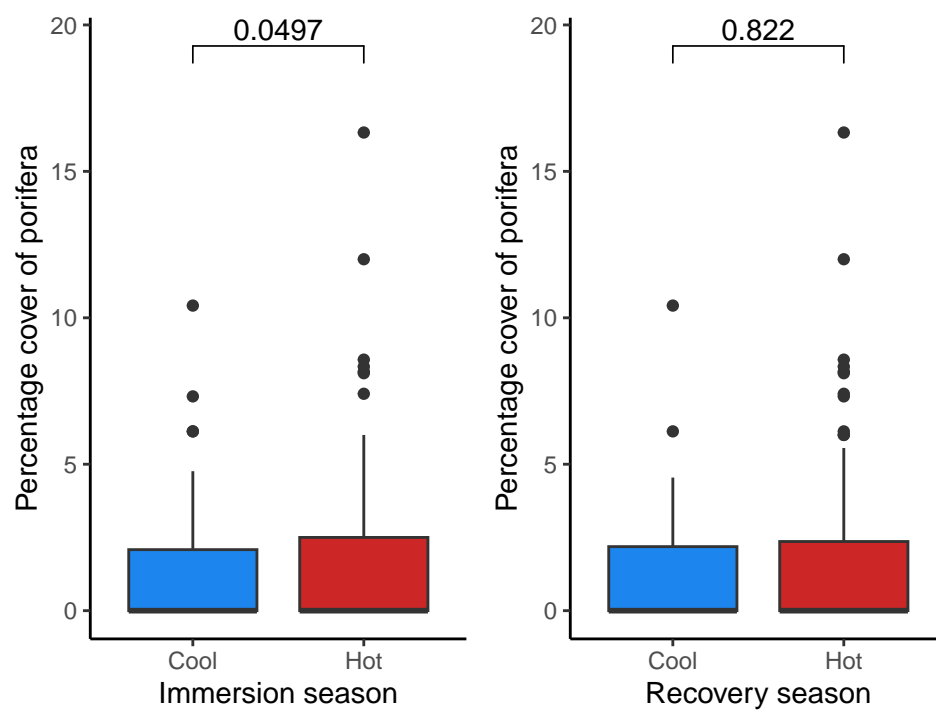 Percentage cover of porifera
20
15
10
5
0
0.0497
Cool Hot
Immersion season
Percentage cover of porifera
20
15
10
5
0
0.822
Cool Hot
Recovery season